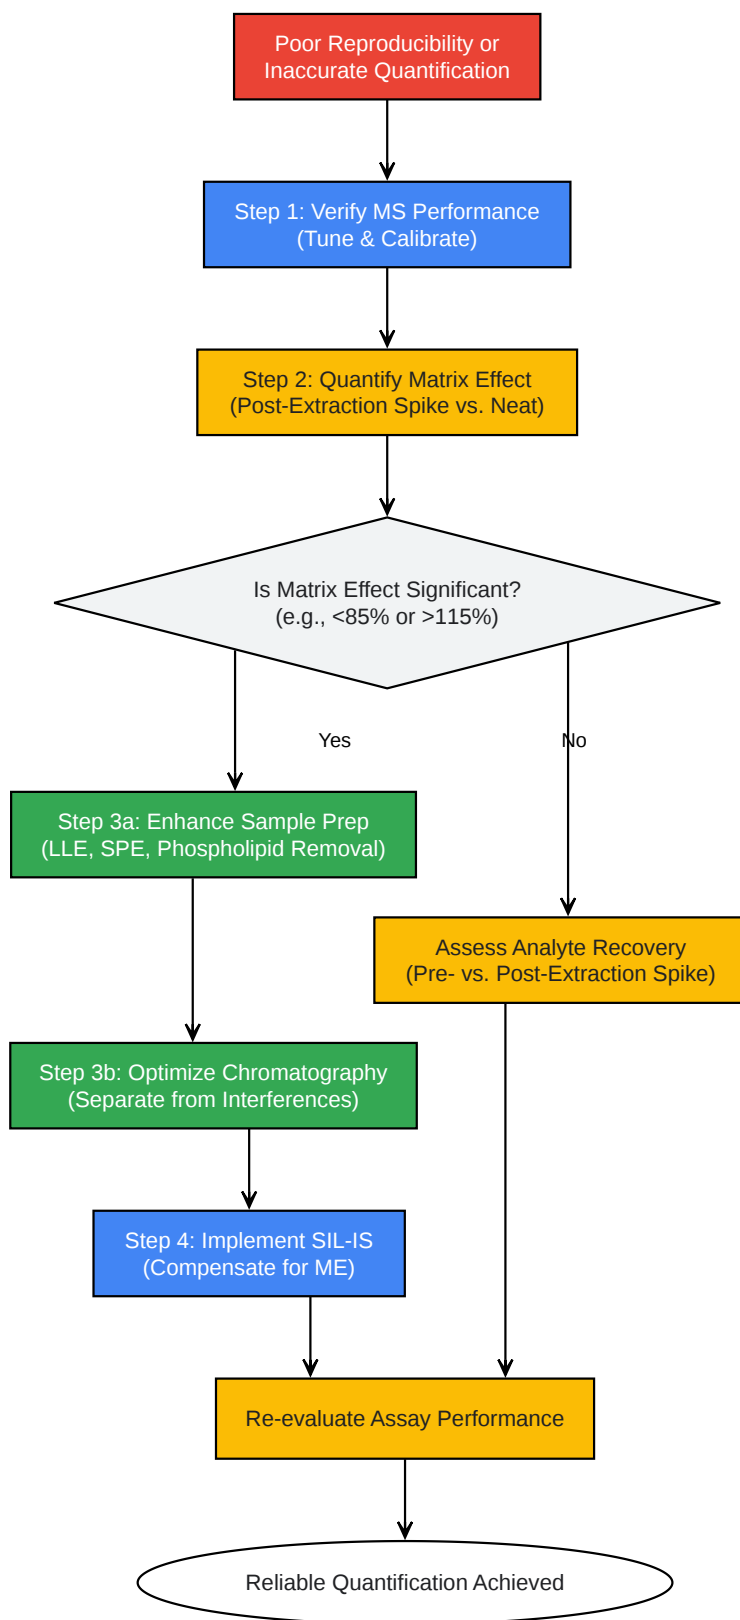 Poor Reproducibility or
Inaccurate Quantification
Step 1: Verify MS Performance
(Tune & Calibrate)
Step 2: Quantify Matrix Effect
(Post-Extraction Spike vs. Neat)
Is Matrix Effect Significant?
(e.g., <85% or >115%)
Yes
No
Step 3a: Enhance Sample Prep
(LLE, SPE, Phospholipid Removal)
Assess Analyte Recovery
(Pre- vs. Post-Extraction Spike)
Step 3b: Optimize Chromatography
(Separate from Interferences)
Step 4: Implement SIL-IS
(Compensate for ME)
Re-evaluate Assay Performance
Reliable Quantification Achieved